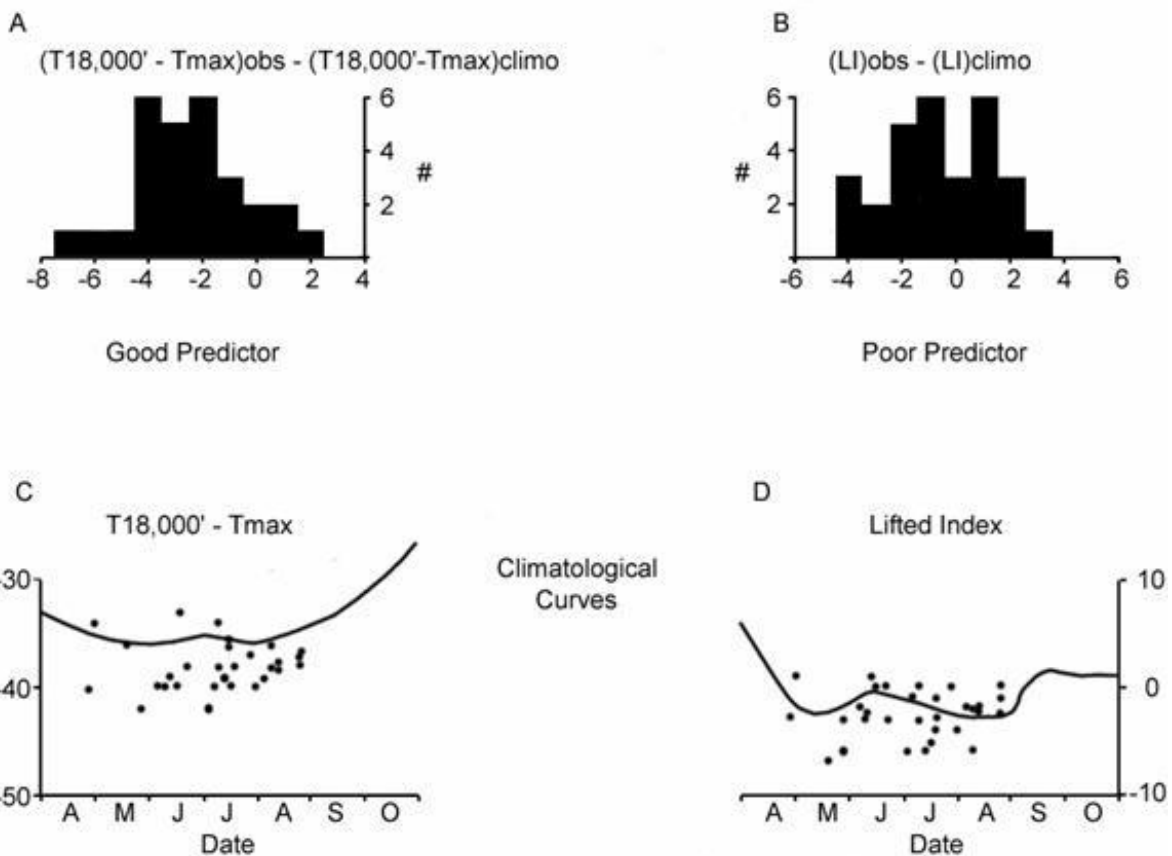 A
(T18,000' - Tmax)obs - (T18,000'-Tmax)climo
6
4
#
2
-8 -6 -4 -2 0 2 4
Good Predictor
B
(LI)obs - (LI)climo
6
4
#
2
-6 -4 -2 0 2 4 6
Poor Predictor
C
T18,000' - Tmax
-30
-40
-50
A M J J A S O
Date
Climatological
Curves
D
Lifted Index
10
0
-10
A M J J A S O
Date